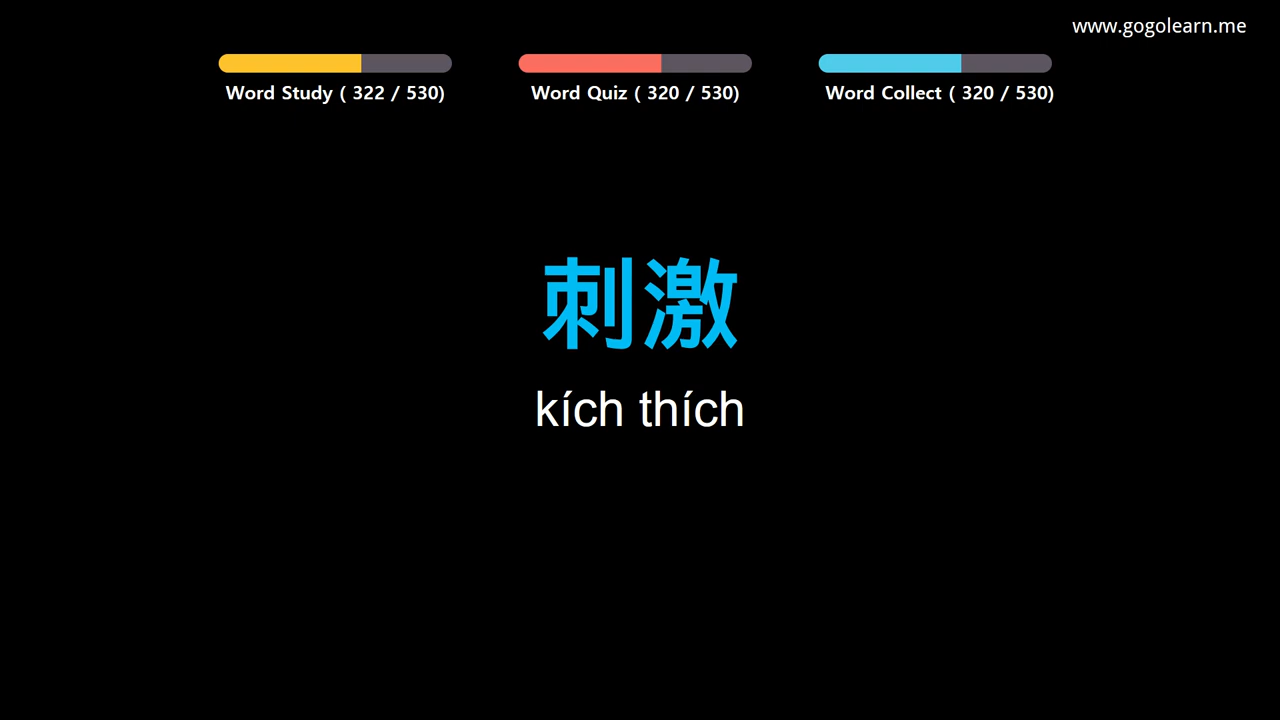 www.gogolearn.me
Word Study ( 322 / 530)
Word Quiz ( 320 / 530)
Word Collect ( 320 / 530)
刺激
kích thích